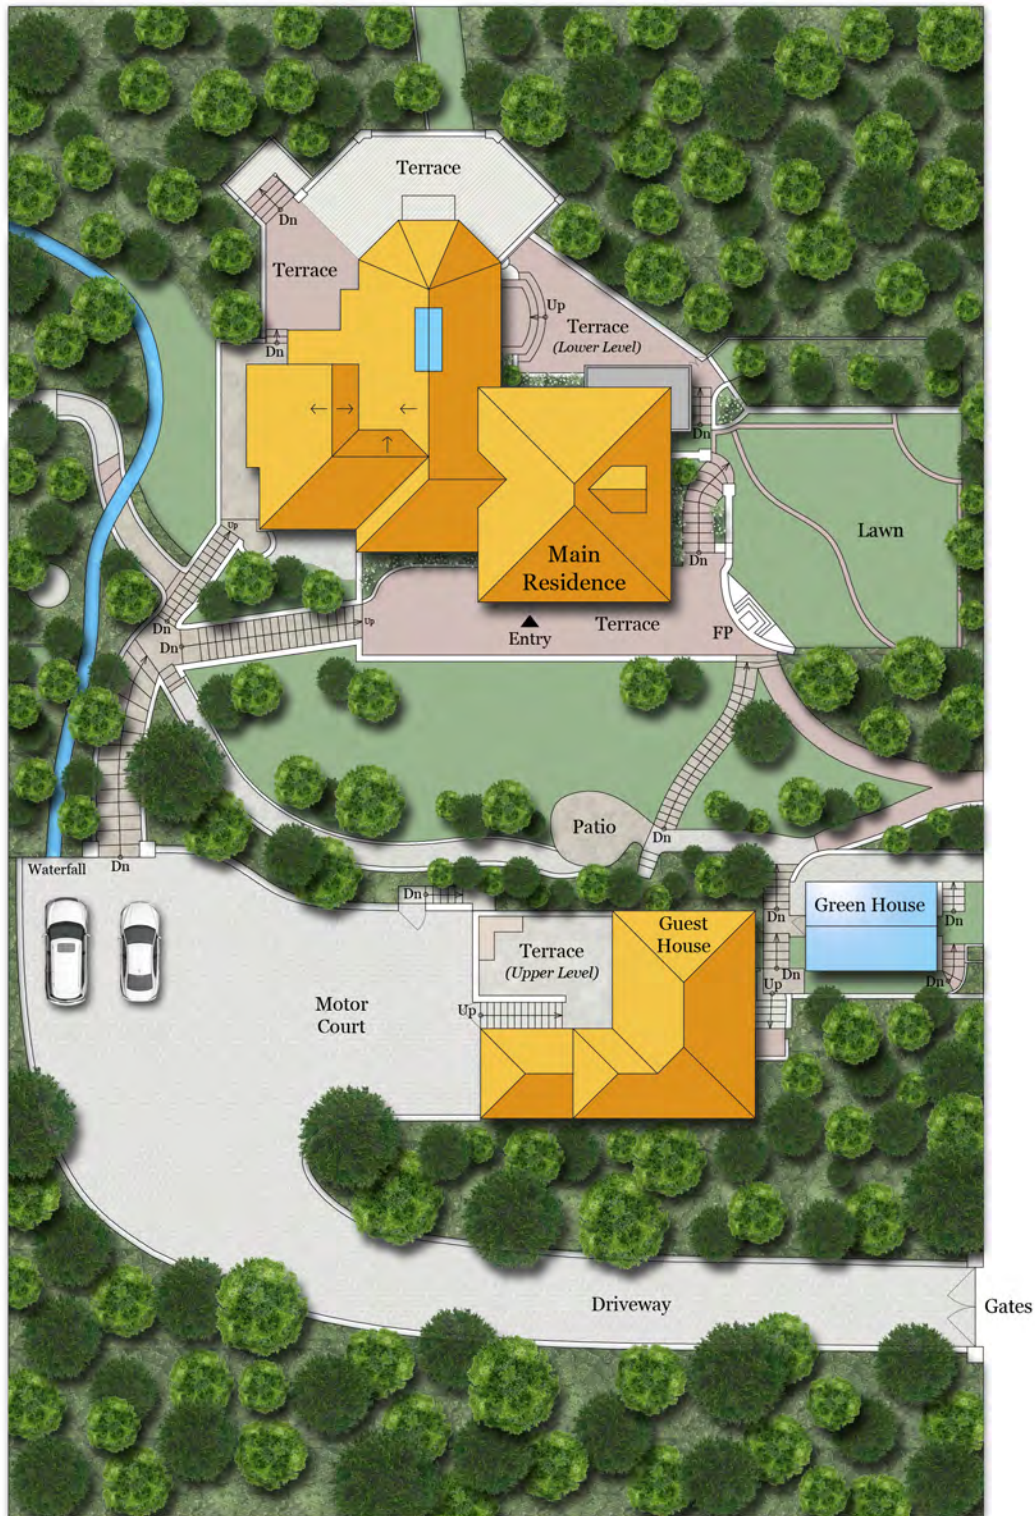 Terrace
Dn
Terrace
Up
Terrace
(Lower Level)
Dn
Dn
Up
Lawn
Dn
Main
Residence
Dn
Up
Terrace
FP
Entry
Dn
Patio
Dn
Waterfall
Dn
Dn
Green House
Dn
Guest
House
Terrace
(Upper Level)
Dn
Up
Dn
Motor
Court
Up
Driveway
Gates